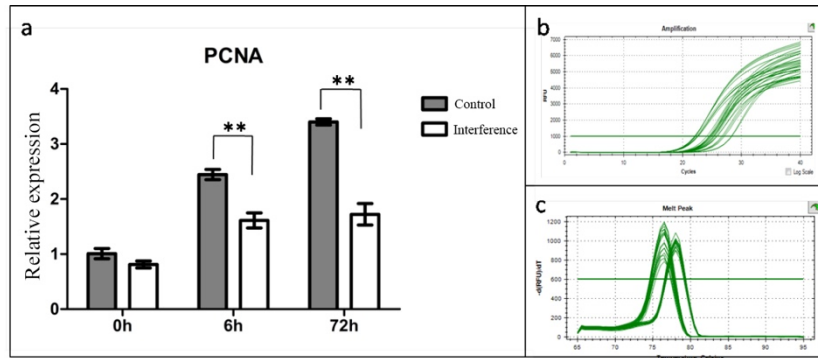 a
PCNA
Relative expression
4
3
2
1
0
**
**
Control
Interference
0h
6h
72h
b
Amplification
RFU
7000
6000
5000
4000
3000
2000
1000
0
0
10
20
30
40
Cycles
Log Scale
c
Melt Peak
-d(RFU)/dT
1200
1000
800
600
400
200
0
65
70
75
80
85
90
95